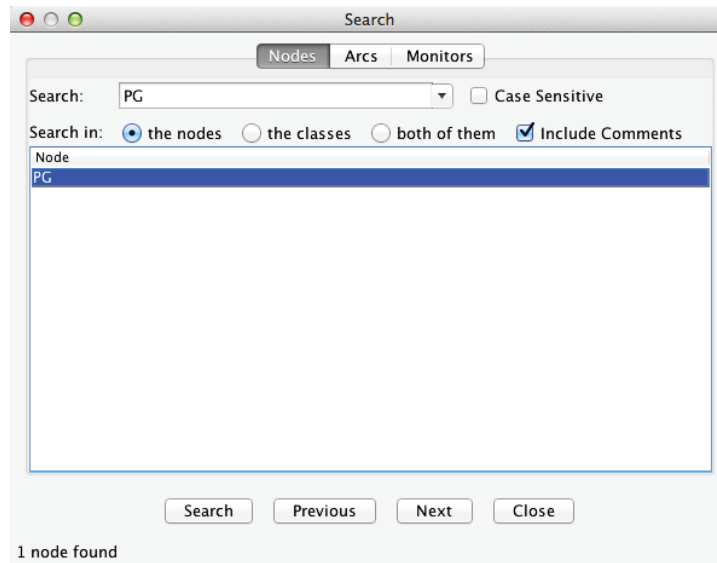 Search
Nodes Arcs Monitors
Search: PG Case Sensitive
Search in: the nodes the classes both of them Include Comments
Node
PG
Search Previous Next Close
1 node found